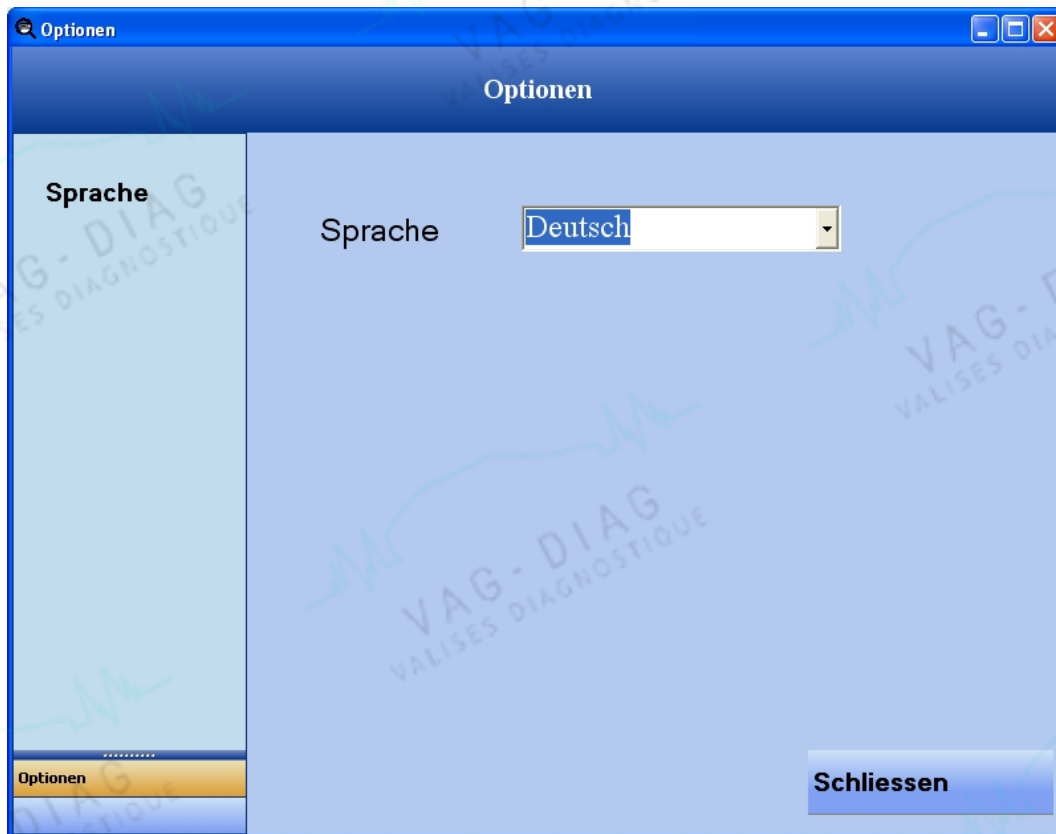 Optionen
Optionen
Sprache
Sprache
Deutsch
Optionen
Schliessen
VAG - DIAG
VALISES DIAGNOSTIQUE